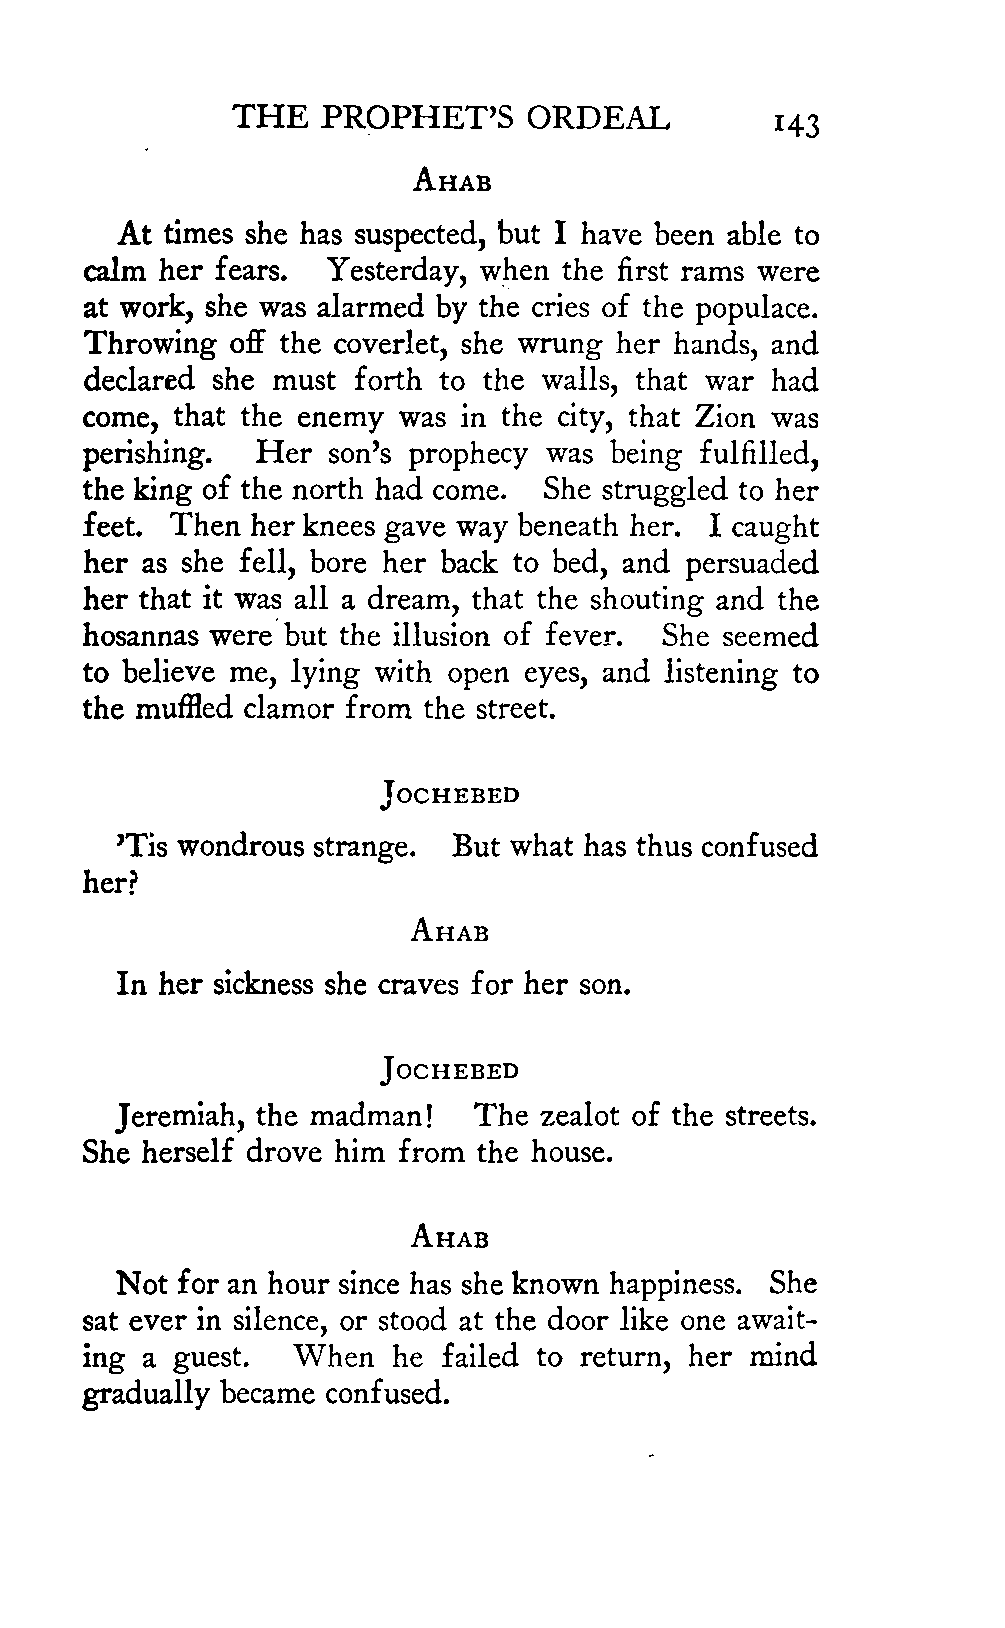 THE PROPHET'S ORDEAL 143
AHAB
At times she has suspected, but I have been able to
calm her fears. Yesterday, when the first rams were
at work, she was alarmed by the cries of the populace.
Throwing off the coverlet, she wrung her hands, and
declared she must forth to the walls, that war had
come, that the enemy was in the city, that Zion was
perishing. Her son's prophecy was being fulfilled,
the king of the north had come. She struggled to her
feet. Then her knees gave way beneath her. I caught
her as she fell, bore her back to bed, and persuaded
her that it was all a dream, that the shouting and the
hosannas were but the illusion of fever. She seemed
to believe me, lying with open eyes, and listening to
the muffled clamor from the street.
JOCHEBED
'Tis wondrous strange. But what has thus confused
her?
AHAB
In her sickness she craves for her son.
JOCHEBED
Jeremiah, the madman! The zealot of the streets.
She herself drove him from the house.
AHAB
Not for an hour since has she known happiness. She
sat ever in silence, or stood at the door like one await-
ing a guest. When he failed to return, her mind
gradually became confused.